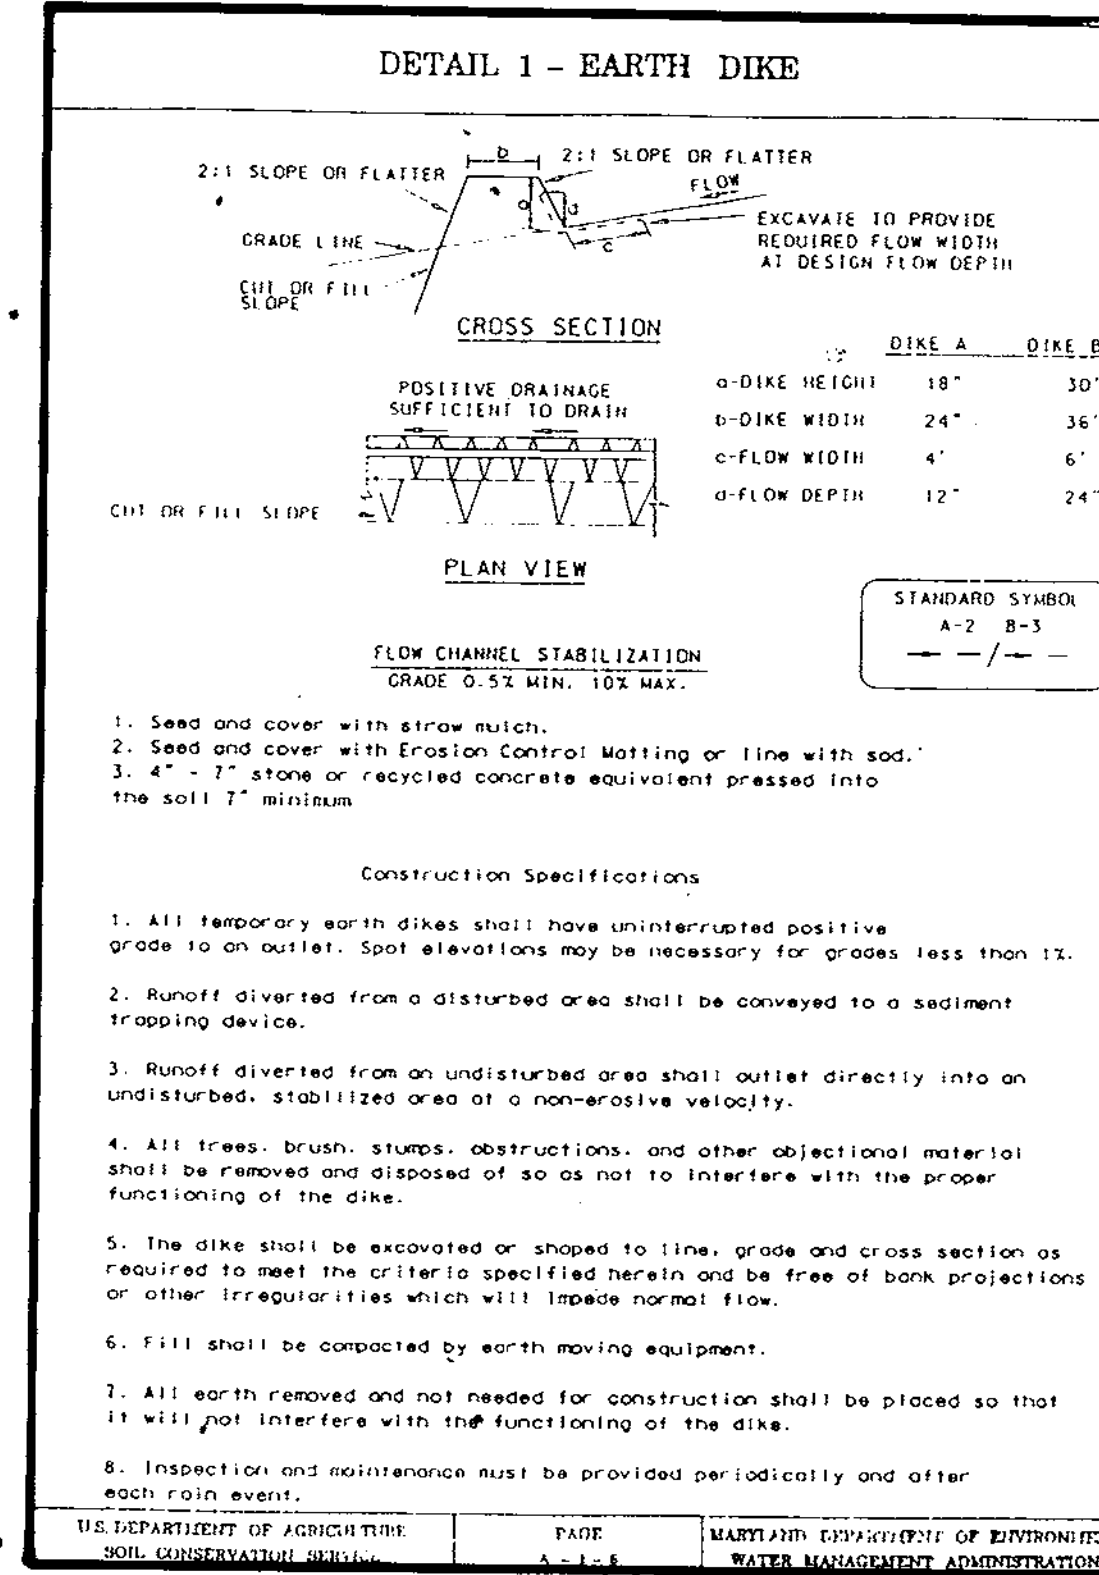 DETAIL 1 - EARTH DIKE
b
2:1 SLOPE OR FLATTER
2:1 SLOPE OR FLATTER
FLOW
a
d
EXCAVATE TO PROVIDE
REQUIRED FLOW WIDTH
AT DESIGN FLOW DEPTH
GRADE LINE
c
CUT OR FILL
SLOPE
CROSS SECTION
DIKE A DIKE B
a-DIKE HEIGHT 18" 30"
b-DIKE WIDTH 24" 36"
c-FLOW WIDTH 4' 6'
d-FLOW DEPTH 12" 24"
POSITIVE DRAINAGE
SUFFICIENT TO DRAIN
CUT OR FILL SLOPE
PLAN VIEW
STANDARD SYMBOL
A-2 B-3
/
FLOW CHANNEL STABILIZATION
GRADE 0.5% MIN. 10% MAX.
1. Seed and cover with straw mulch.
2. Seed and cover with Erosion Control Matting or line with sod.
3. 4" - 7" stone or recycled concrete equivalent pressed into
the soil 7" minimum
Construction Specifications
1. All temporary earth dikes shall have uninterrupted positive
grade to an outlet. Spot elevations may be necessary for grades less than 1%.
2. Runoff diverted from a disturbed area shall be conveyed to a sediment
trapping device.
3. Runoff diverted from an undisturbed area shall outlet directly into an
undisturbed, stabilized area at a non-erosive velocity.
4. All trees, brush, stumps, obstructions, and other objectional material
shall be removed and disposed of so as not to interfere with the proper
functioning of the dike.
5. The dike shall be excavated or shaped to line, grade and cross section as
required to meet the criteria specified herein and be free of bank projections
or other irregularities which will impede normal flow.
6. Fill shall be compacted by earth moving equipment.
7. All earth removed and not needed for construction shall be placed so that
it will not interfere with the functioning of the dike.
8. Inspection and maintenance must be provided periodically and after
each rain event.
U.S. DEPARTMENT OF AGRICULTURE
SOIL CONSERVATION SERVICE
PAGE
A - 1 - 6
MARYLAND DEPARTMENT OF ENVIRONME
WATER MANAGEMENT ADMINISTRATION